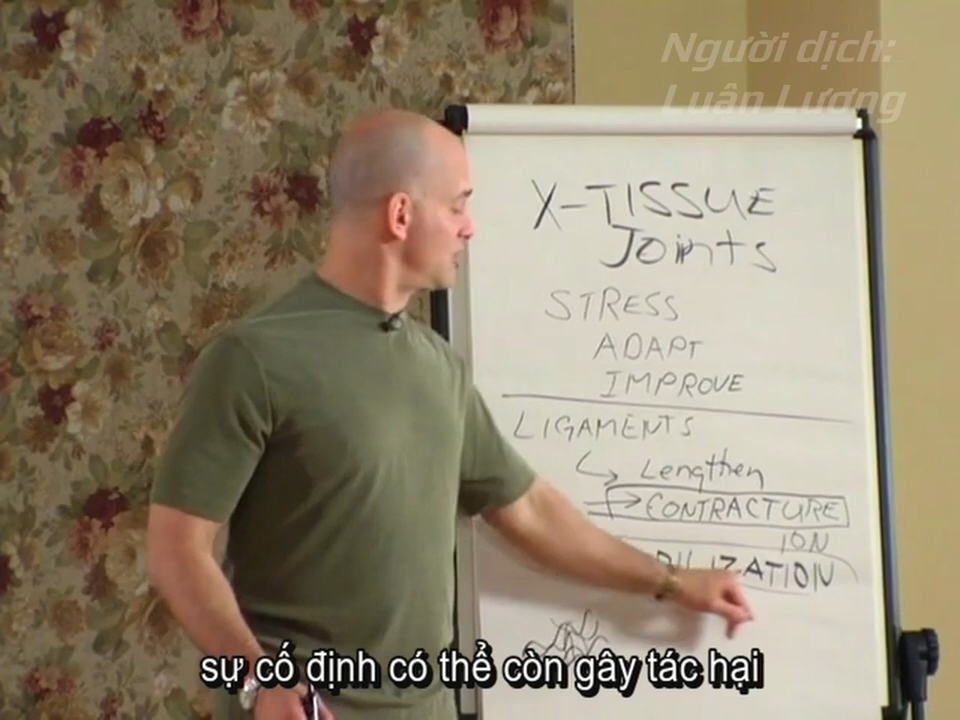 Người dịch:
Luân Lương
X-TISSUE
Joints
STRESS
ADAPT
IMPROVE
LIGAMENTS
Lengthen
CONTRACTURE
ION
sự cố định có thể còn gây tác hại